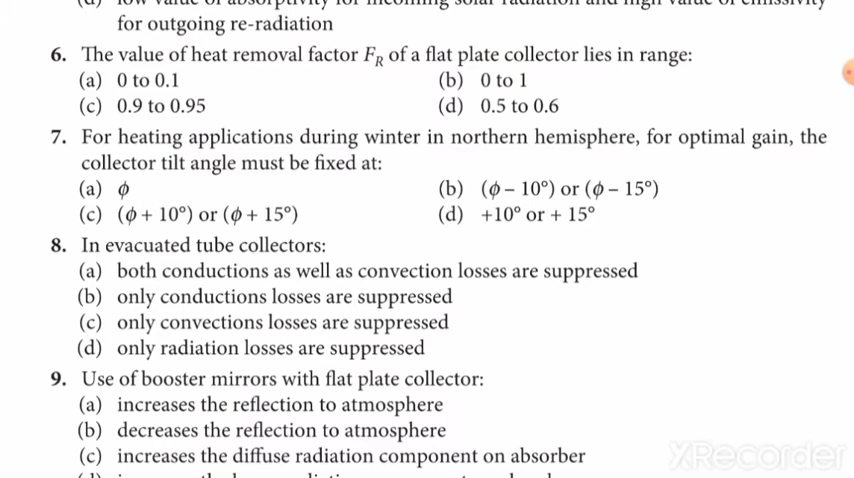 for outgoing re-radiation
6. The value of heat removal factor F_R of a flat plate collector lies in range:
(a) 0 to 0.1 (b) 0 to 1
(c) 0.9 to 0.95 (d) 0.5 to 0.6
7. For heating applications during winter in northern hemisphere, for optimal gain, the
collector tilt angle must be fixed at:
(a) ϕ (b) (ϕ – 10°) or (ϕ – 15°)
(c) (ϕ + 10°) or (ϕ + 15°) (d) +10° or + 15°
8. In evacuated tube collectors:
(a) both conductions as well as convection losses are suppressed
(b) only conductions losses are suppressed
(c) only convections losses are suppressed
(d) only radiation losses are suppressed
9. Use of booster mirrors with flat plate collector:
(a) increases the reflection to atmosphere
(b) decreases the reflection to atmosphere
(c) increases the diffuse radiation component on absorber
XRecorder